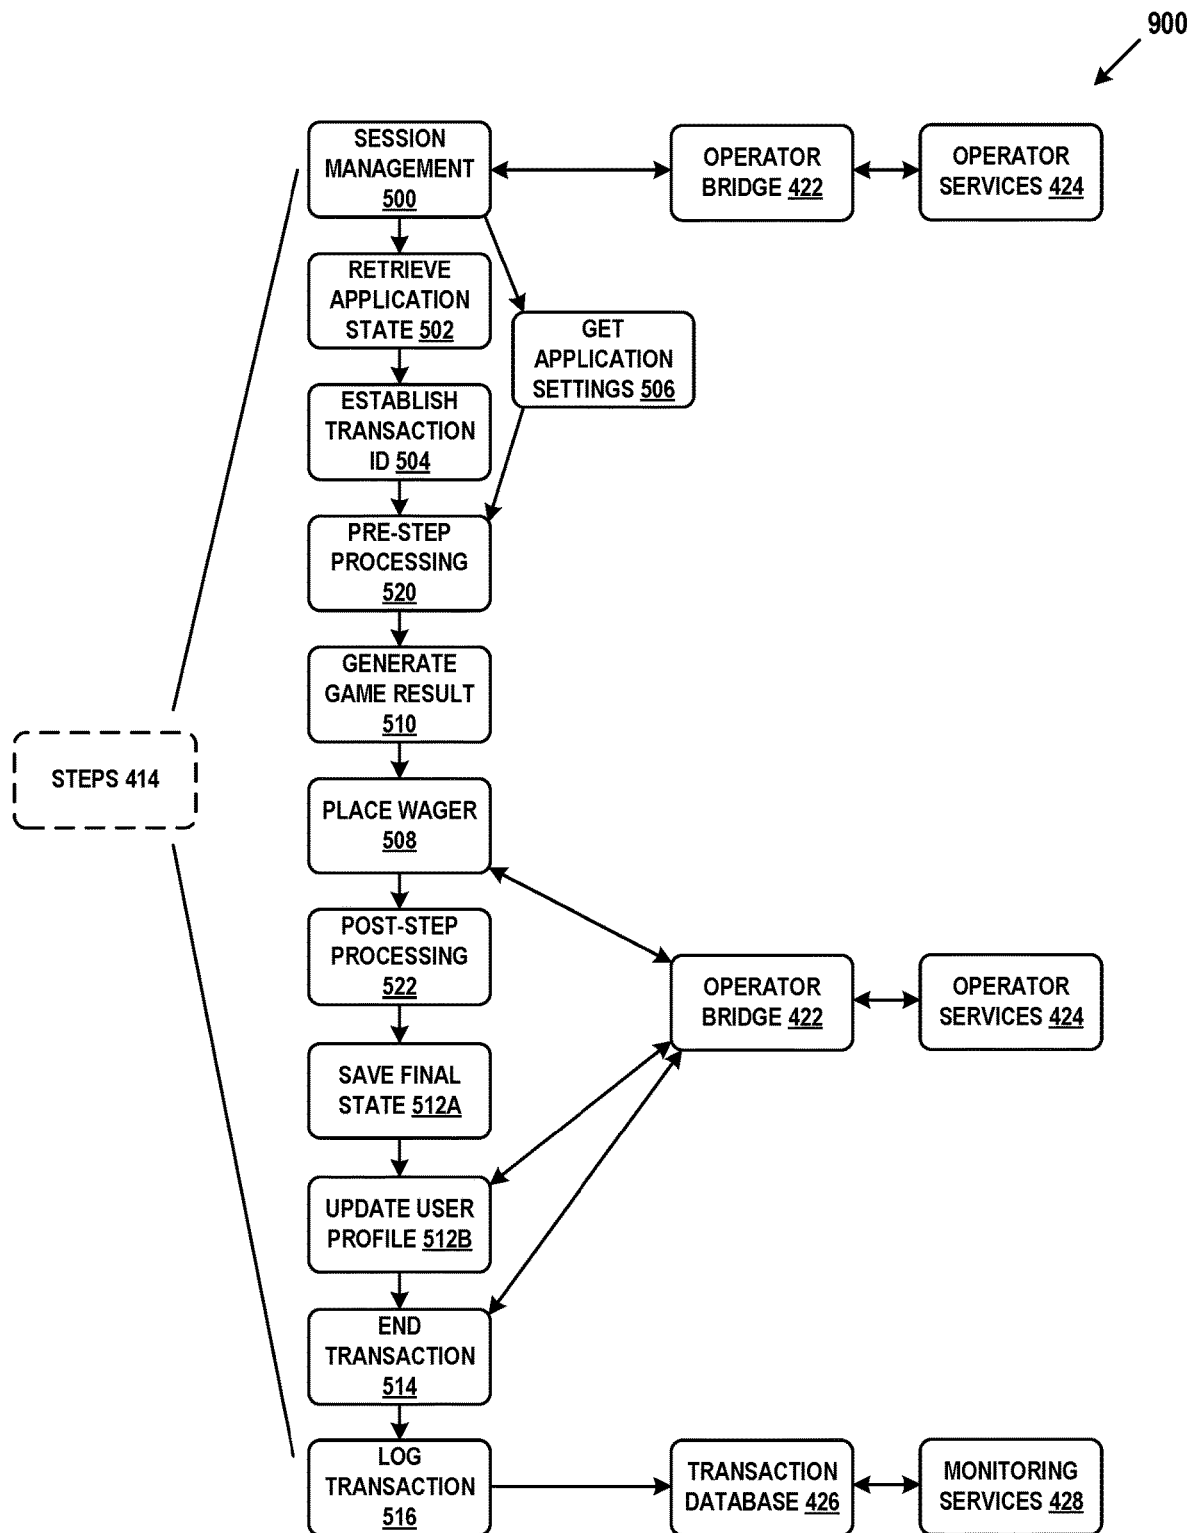 900
SESSION
MANAGEMENT
500
OPERATOR
BRIDGE 422
OPERATOR
SERVICES 424
RETRIEVE
APPLICATION
STATE 502
GET
APPLICATION
SETTINGS 506
ESTABLISH
TRANSACTION
ID 504
PRE-STEP
PROCESSING
520
GENERATE
GAME RESULT
510
STEPS 414
PLACE WAGER
508
POST-STEP
PROCESSING
522
OPERATOR
BRIDGE 422
OPERATOR
SERVICES 424
SAVE FINAL
STATE 512A
UPDATE USER
PROFILE 512B
END
TRANSACTION
514
LOG
TRANSACTION
516
TRANSACTION
DATABASE 426
MONITORING
SERVICES 428